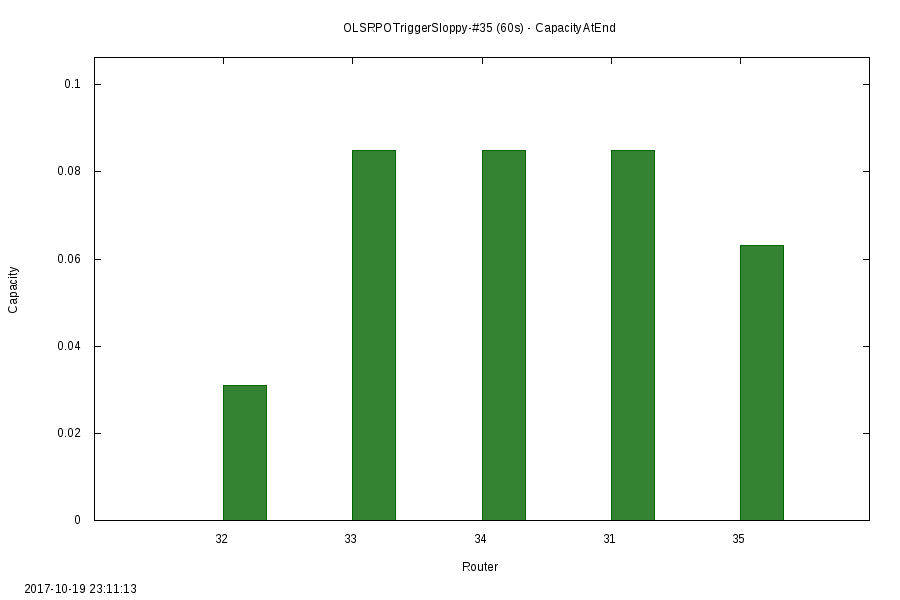 OLSRPOTriggerSloppy-#35 (60s) - CapacityAtEnd
0.1
0.08
0.06
0.04
0.02
0
Capacity
32 33 34 31 35
Router
2017-10-19 23:11:13